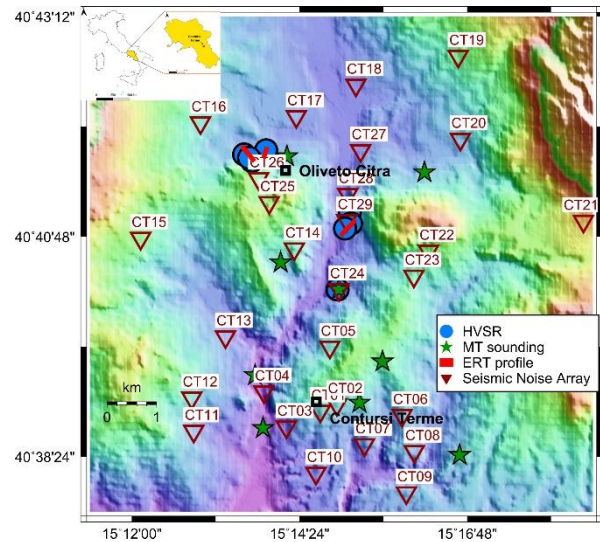 40°43'12"
CT19
CT18
CT17
CT16
CT20
CT27
CT26
Oliveto Citra
CT28
CT25
CT29
CT21
40°40'48"
CT15
CT14
CT22
CT23
CT24
HVSR
MT sounding
ERT profile
Seismic Noise Array
CT13
CT05
km
0 1
CT12
CT04
CT02
CT06
CT11
CT03
Contursi Terme
CT07
CT08
40°38'24"
CT10
CT09
15°12'00"
15°14'24"
15°16'48"